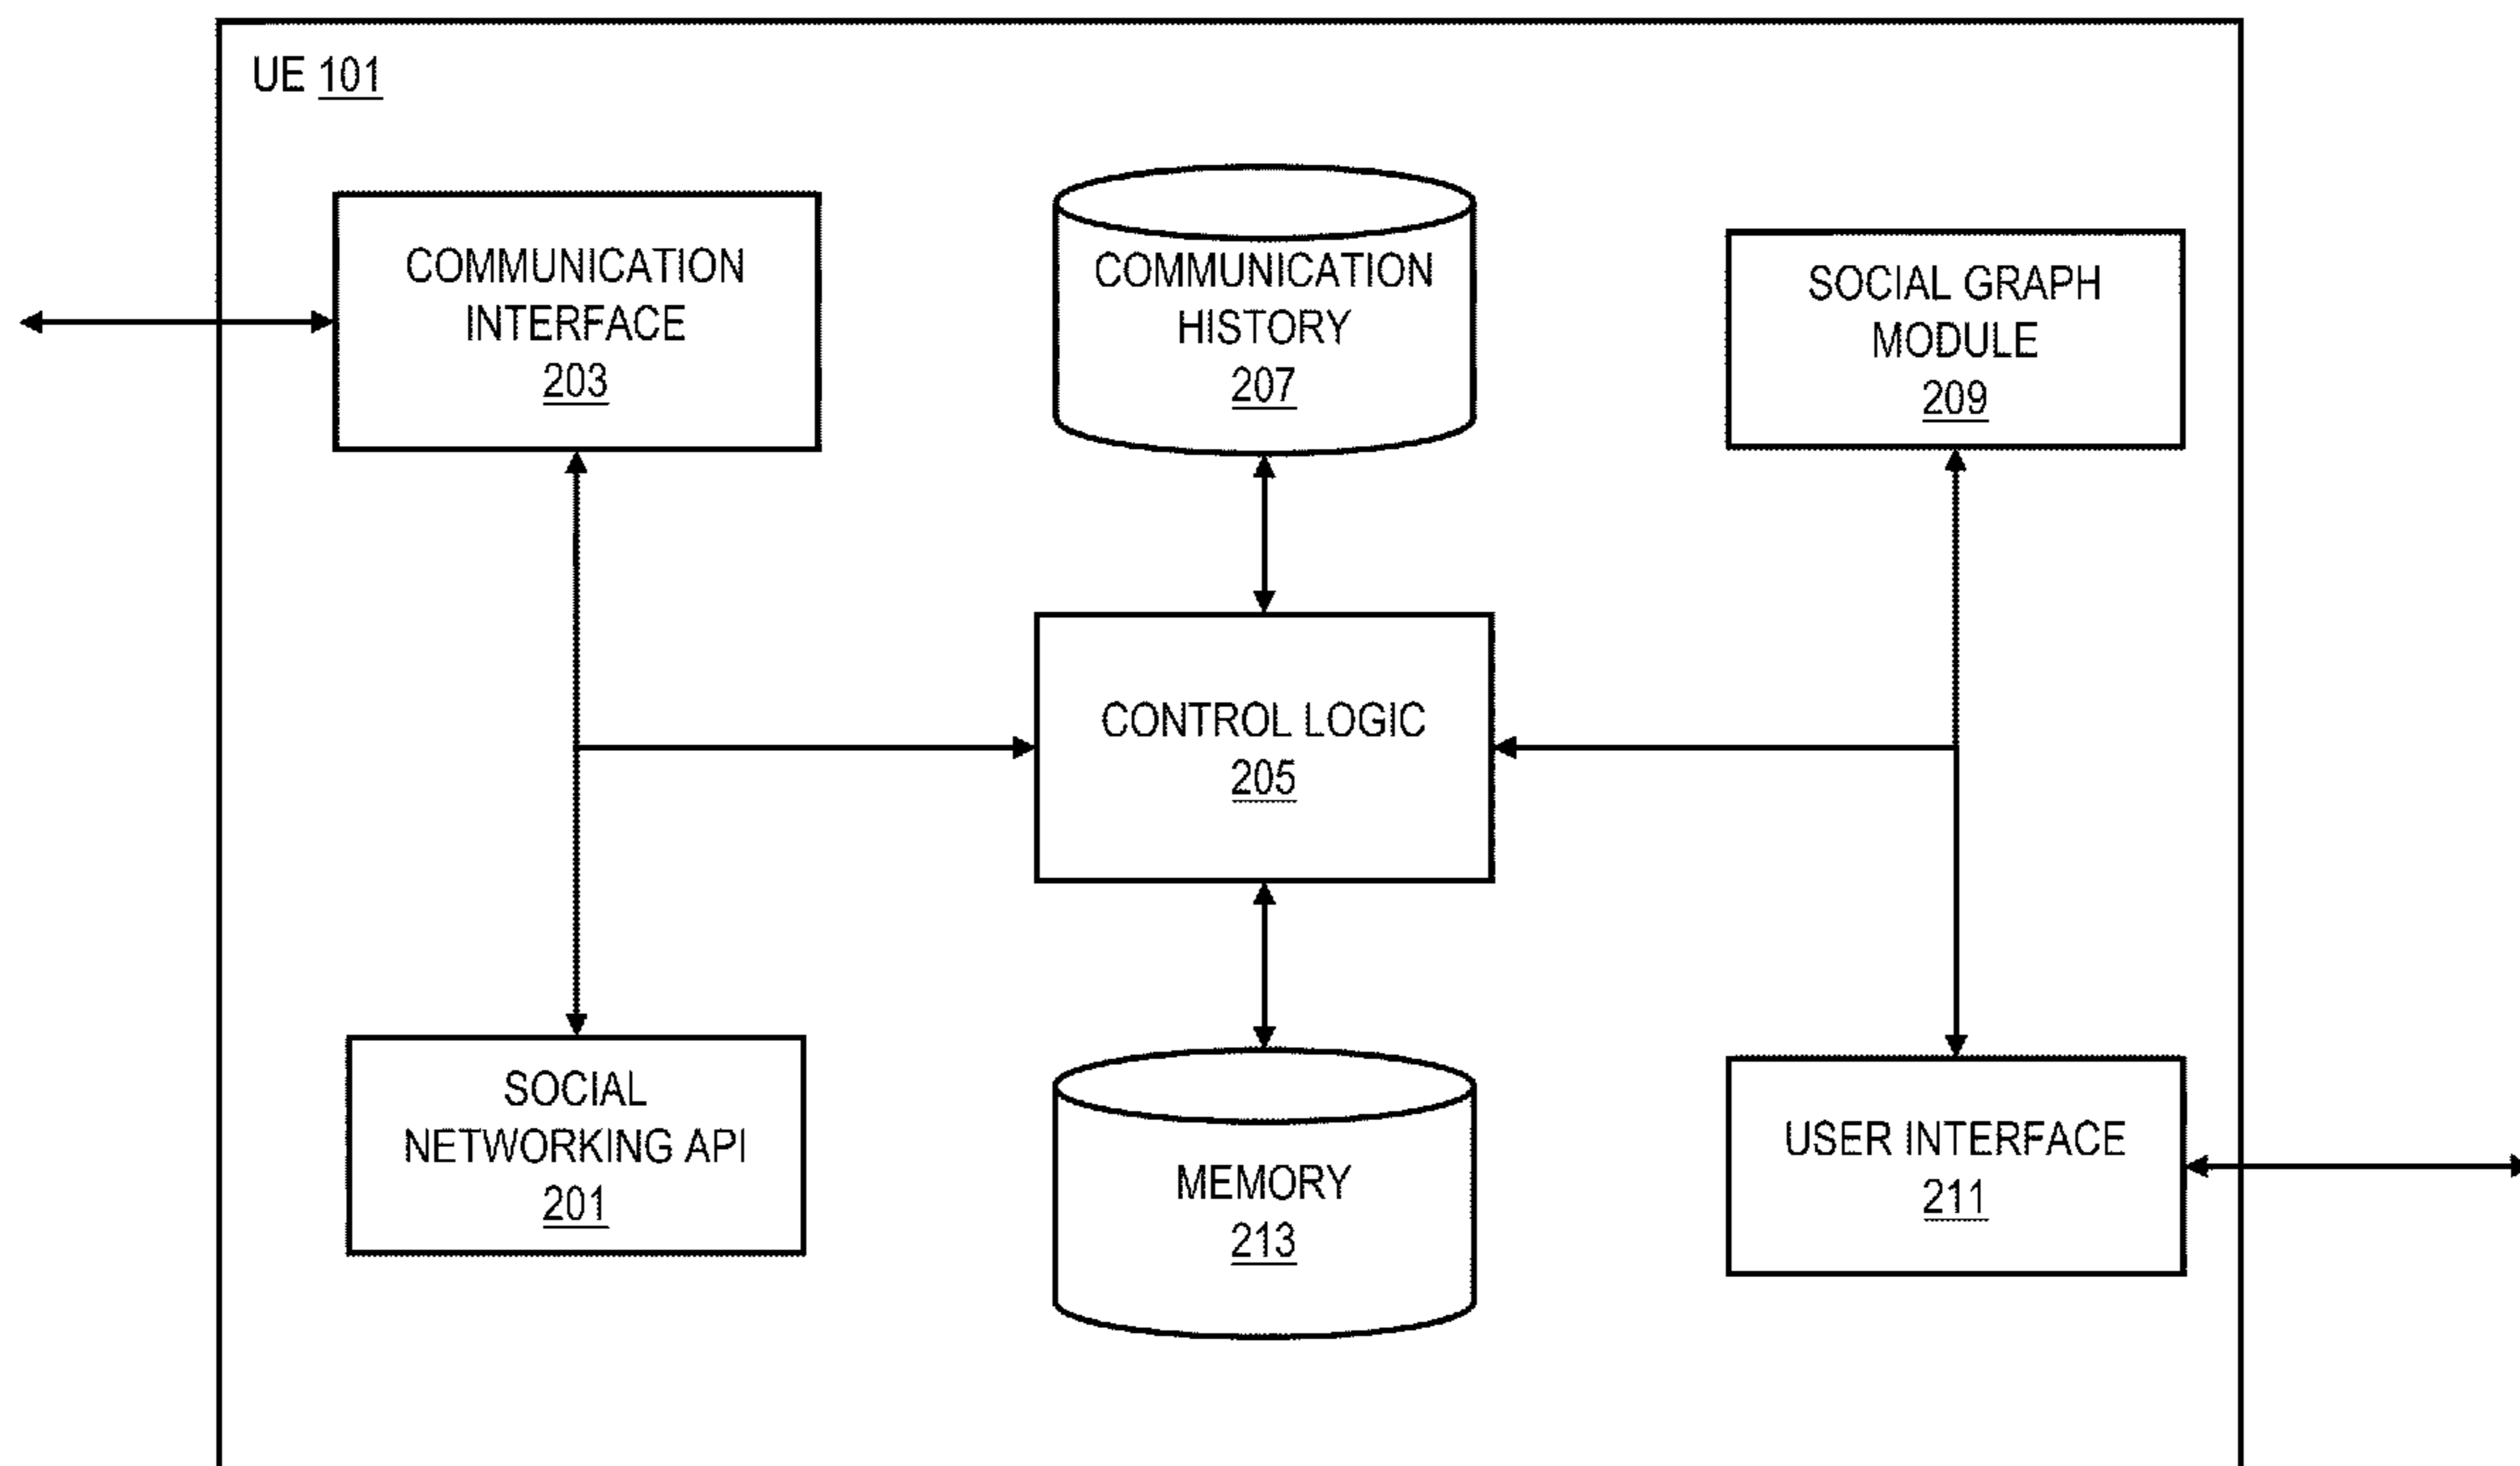 UE 101
COMMUNICATION
INTERFACE
203
COMMUNICATION
HISTORY
207
SOCIAL GRAPH
MODULE
209
CONTROL LOGIC
205
SOCIAL
NETWORKING API
201
MEMORY
213
USER INTERFACE
211